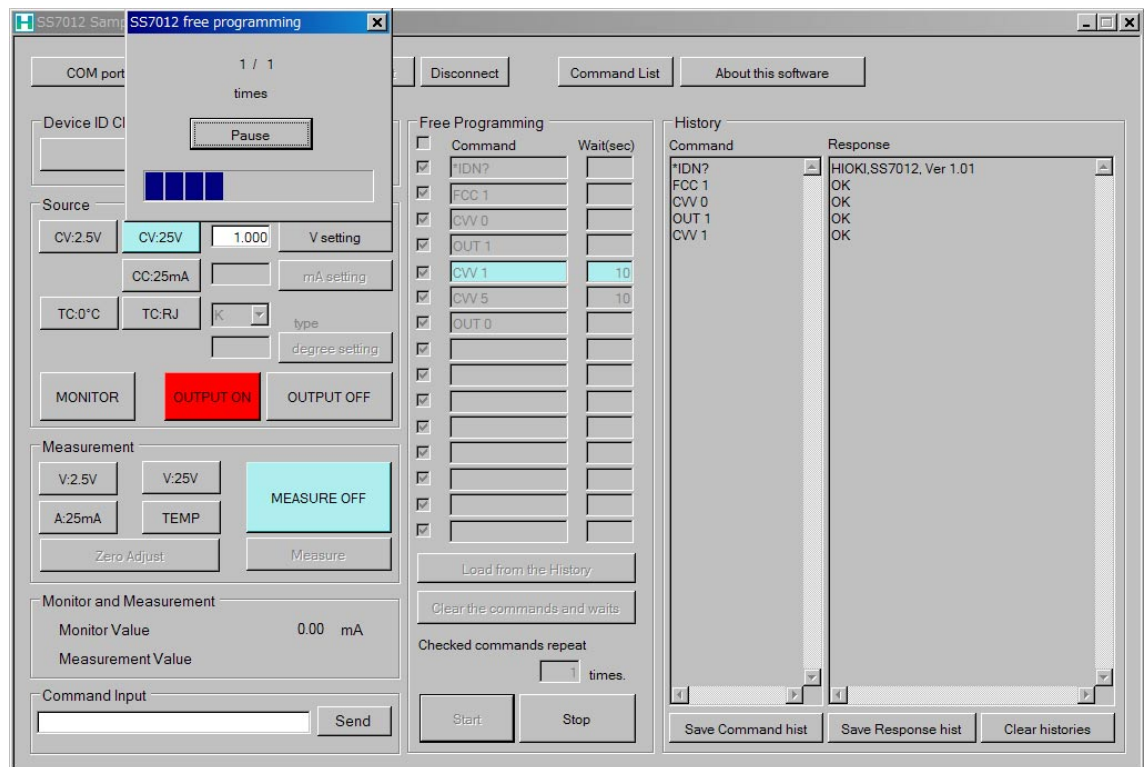 SS7012 Samp
SS7012 free programming
1 / 1
times
Pause
COM port
Disconnect
Command List
About this software
Device ID C
Source
CV:2.5V
CV:25V
1.000
V setting
CC:25mA
mA setting
TC:0°C
TC:RJ
K
type
degree setting
MONITOR
OUTPUT ON
OUTPUT OFF
Measurement
V:2.5V
V:25V
MEASURE OFF
A:25mA
TEMP
Zero Adjust
Measure
Monitor and Measurement
Monitor Value 0.00 mA
Measurement Value
Command Input
Send
Free Programming
Command Wait(sec)
*IDN?
FCC 1
CVV 0
OUT 1
CVV 1 10
CVV 5 10
OUT 0
Load from the History
Clear the commands and waits
Checked commands repeat
1 times.
Start
Stop
History
Command
*IDN?
FCC 1
CVV 0
OUT 1
CVV 1
Response
HIOKI,SS7012, Ver 1.01
OK
OK
OK
OK
Save Command hist
Save Response hist
Clear histories